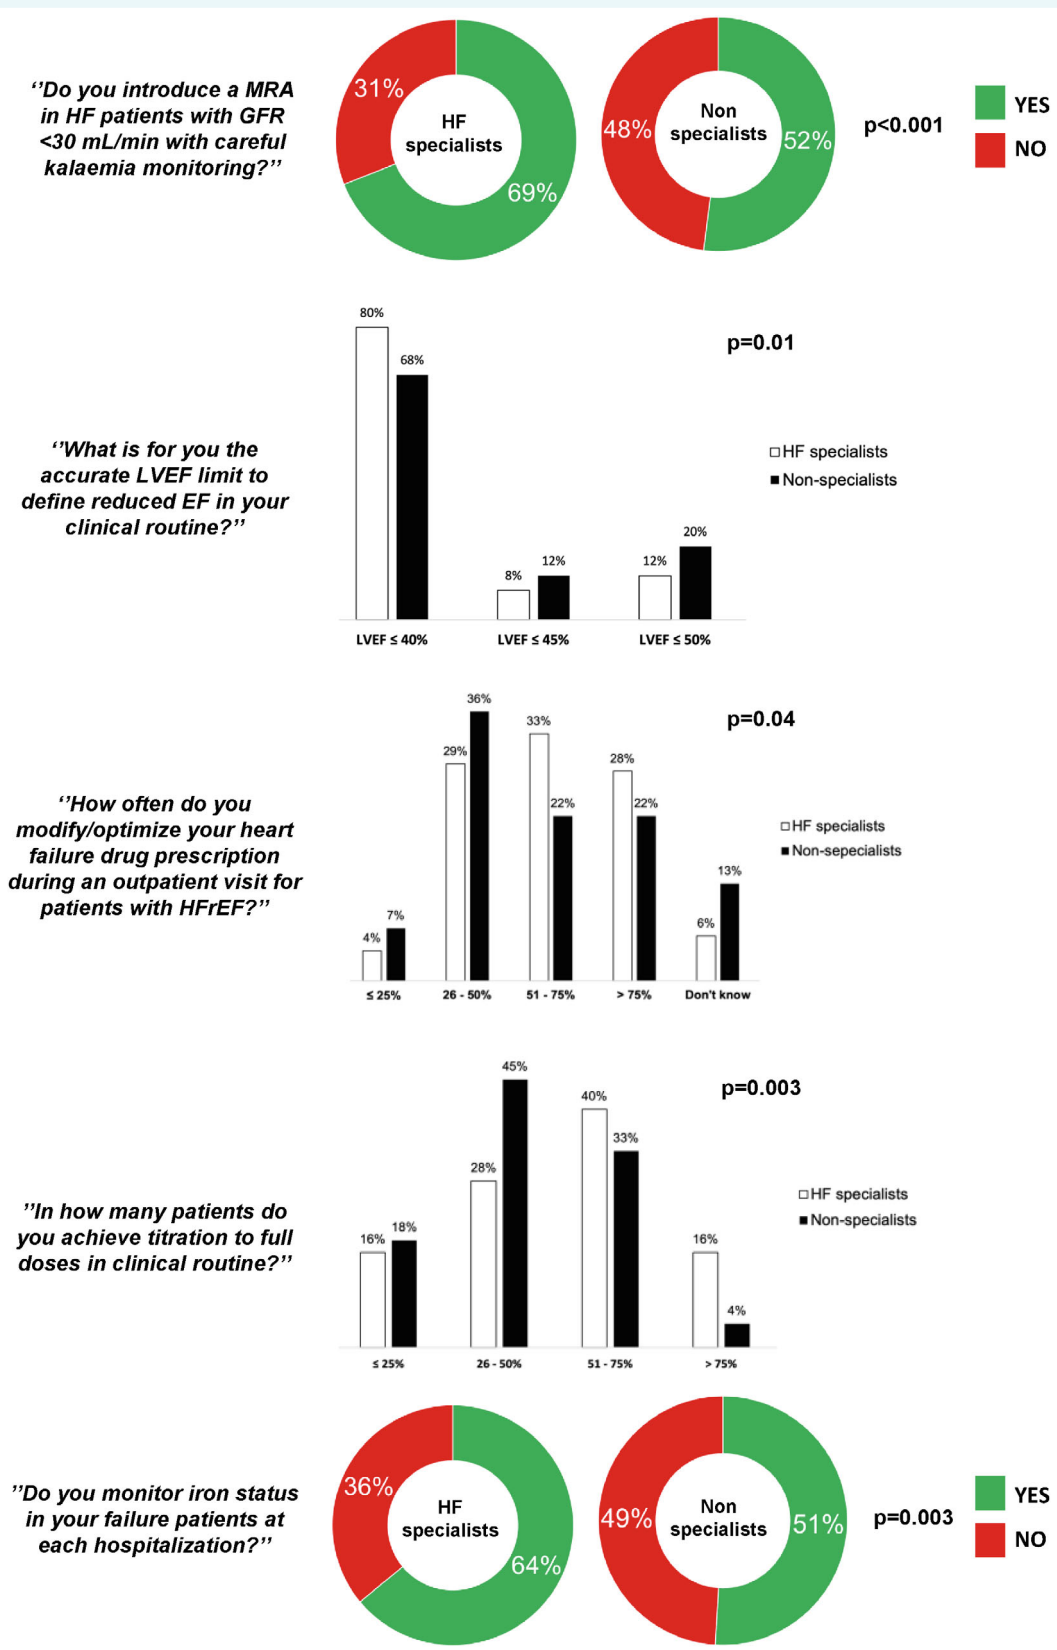 ‘’Do you introduce a MRA
in HF patients with GFR
<30 mL/min with careful
kalaemia monitoring?’’
31%
HF
specialists
69%
48%
Non
specialists
52%
p<0.001
YES
NO
‘’What is for you the
accurate LVEF limit to
define reduced EF in your
clinical routine?’’
p=0.01
80%
68%
8%
12%
12%
20%
LVEF ≤ 40%
LVEF ≤ 45%
LVEF ≤ 50%
HF specialists
Non-specialists
‘’How often do you
modify/optimize your heart
failure drug prescription
during an outpatient visit for
patients with HFrEF?’’
p=0.04
4%
7%
29%
36%
33%
22%
28%
22%
6%
13%
≤ 25%
26 - 50%
51 - 75%
> 75%
Don't know
HF specialists
Non-sepecialists
’’In how many patients do
you achieve titration to full
doses in clinical routine?’’
p=0.003
16%
18%
28%
45%
40%
33%
16%
4%
≤ 25%
26 - 50%
51 - 75%
> 75%
HF specialists
Non-specialists
’’Do you monitor iron status
in your failure patients at
each hospitalization?’’
36%
HF
specialists
64%
49%
Non
specialists
51%
p=0.003
YES
NO